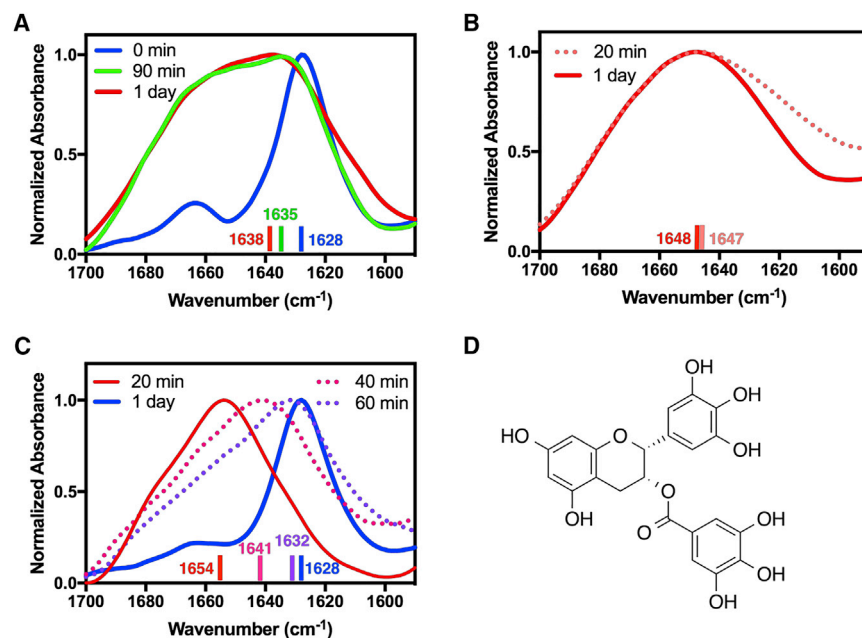 A
0 min
90 min
1 day
Normalized Absorbance
1.0
0.5
0.0
1638
1635
1628
1700
1680
1660
1640
1620
1600
Wavenumber (cm-1)
B
20 min
1 day
Normalized Absorbance
1.0
0.5
0.0
1648
1647
1700
1680
1660
1640
1620
1600
Wavenumber (cm-1)
C
20 min
1 day
40 min
60 min
Normalized Absorbance
1.0
0.5
0.0
1654
1641
1632
1628
1700
1680
1660
1640
1620
1600
Wavenumber (cm-1)
D
OH
OH
OH
HO
O
OH
O
O
OH
OH
OH